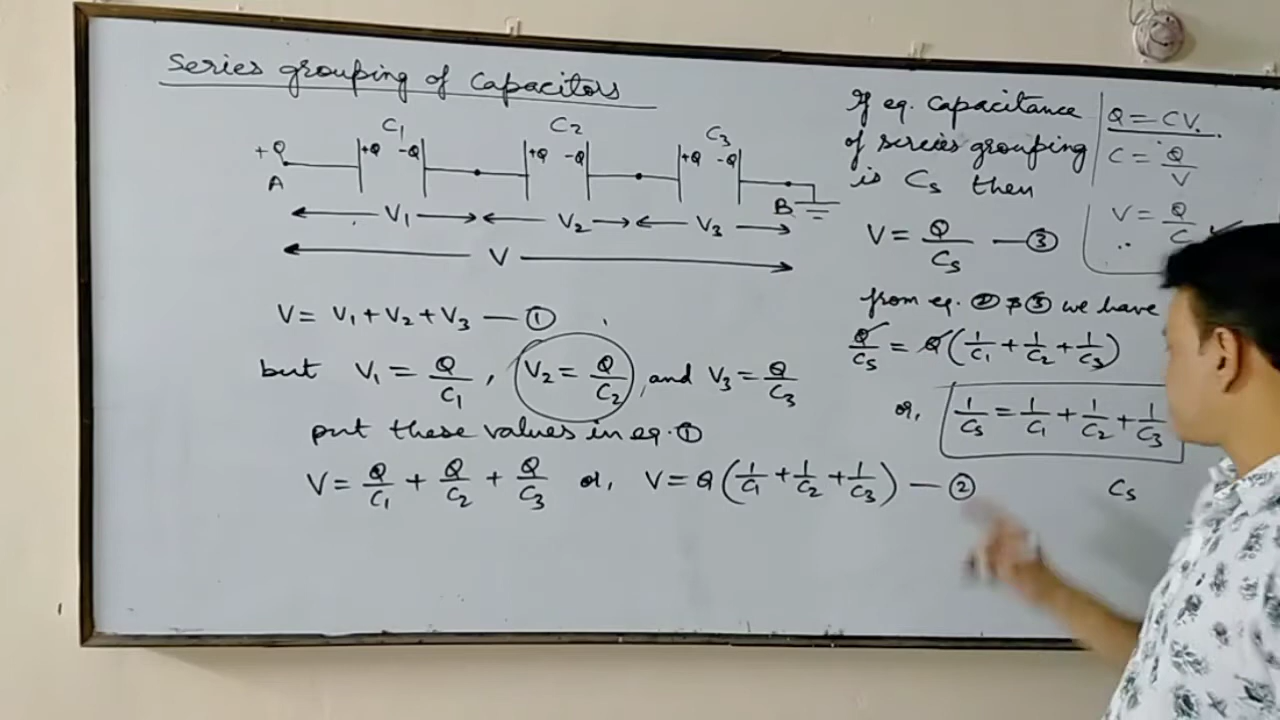 Series grouping of Capacitors
C₁ C₂ C₃
+Q +Q -Q +Q -Q +Q -Q
A B
V₁ V₂ V₃
V
V = V₁ + V₂ + V₃ — ①
but V₁ = Q/C₁ , V₂ = Q/C₂ , and V₃ = Q/C₃
put these values in eq. ①
V = Q/C₁ + Q/C₂ + Q/C₃ or, V = Q(1/C₁ + 1/C₂ + 1/C₃) — ②
If eq. Capacitance
of sereies grouping
is Cs then
V = Q/Cs — ③
from eq. ② & ③ we have
Q/Cs = Q(1/C₁ + 1/C₂ + 1/C₃)
or, 1/Cs = 1/C₁ + 1/C₂ + 1/C₃
Cs
Q = CV.
C = Q/V
V = Q/C